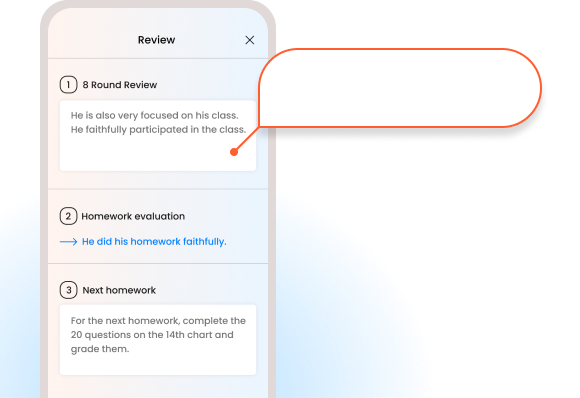 Review
1 8 Round Review
He is also very focused on his class.
He faithfully participated in the class.
2 Homework evaluation
→ He did his homework faithfully.
3 Next homework
For the next homework, complete the
20 questions on the 14th chart and
grade them.